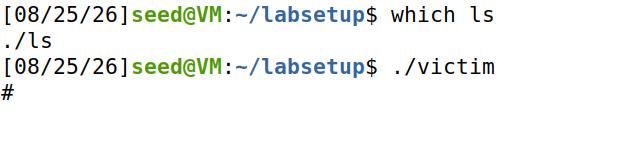 [08/25/26]seed@VM:~/labsetup$ which ls
./ls
[08/25/26]seed@VM:~/labsetup$ ./victim
#